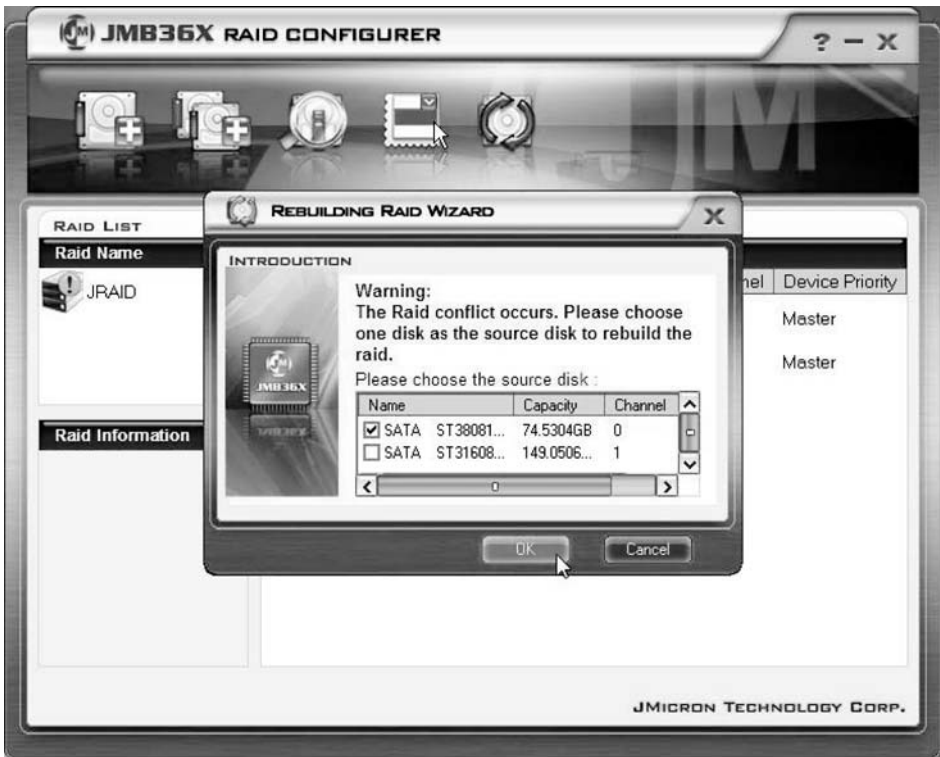 JMB36X RAID CONFIGURER
? – X
JM
RAID LIST
Raid Name
JRAID
nel Device Priority
Master
Master
Raid Information
REBUILDING RAID WIZARD
X
INTRODUCTION
JMB36X
Warning:
The Raid conflict occurs. Please choose
one disk as the source disk to rebuild the
raid.
Please choose the source disk :
Name Capacity Channel
SATA ST38081... 74.5304GB 0
SATA ST31608... 149.0506... 1
OK Cancel
JMICRON TECHNOLOGY CORP.